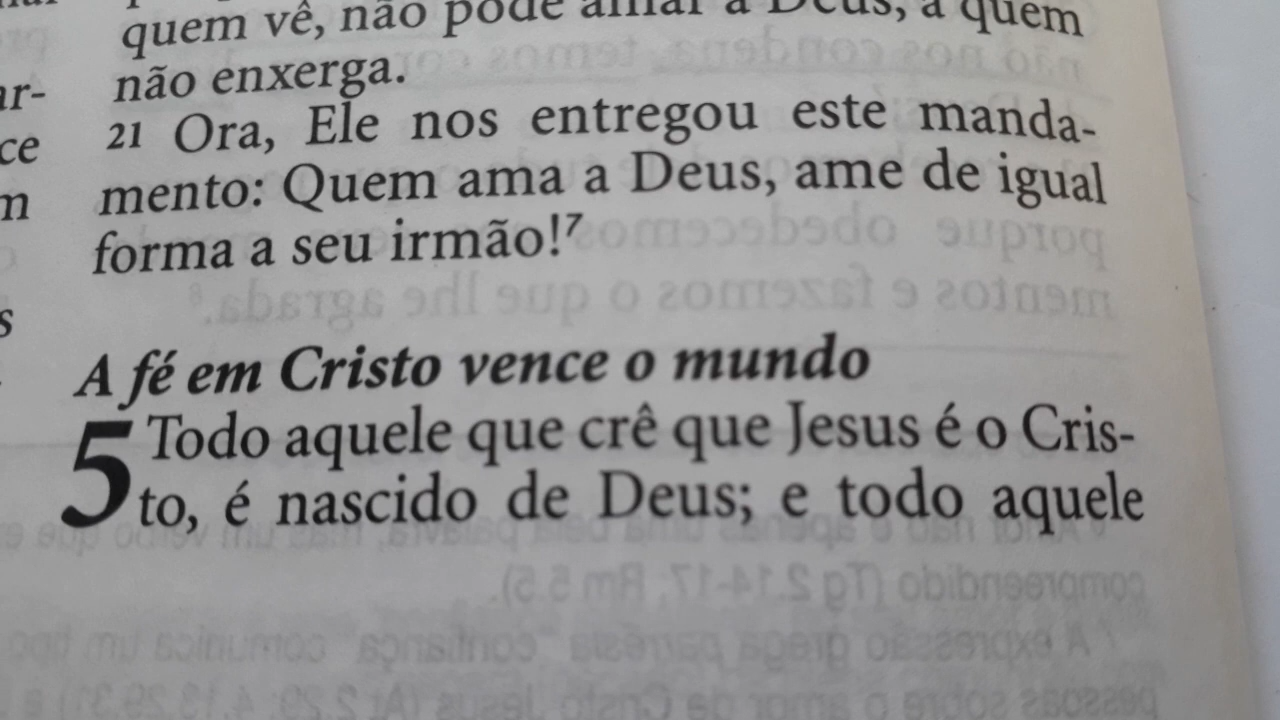 ar-
ce
m
s
quem vê, não pode amar a Deus, a quem
não enxerga.
21 Ora, Ele nos entregou este manda-
mento: Quem ama a Deus, ame de igual
forma a seu irmão!7
A fé em Cristo vence o mundo
5 Todo aquele que crê que Jesus é o Cris-
to, é nascido de Deus; e todo aquele